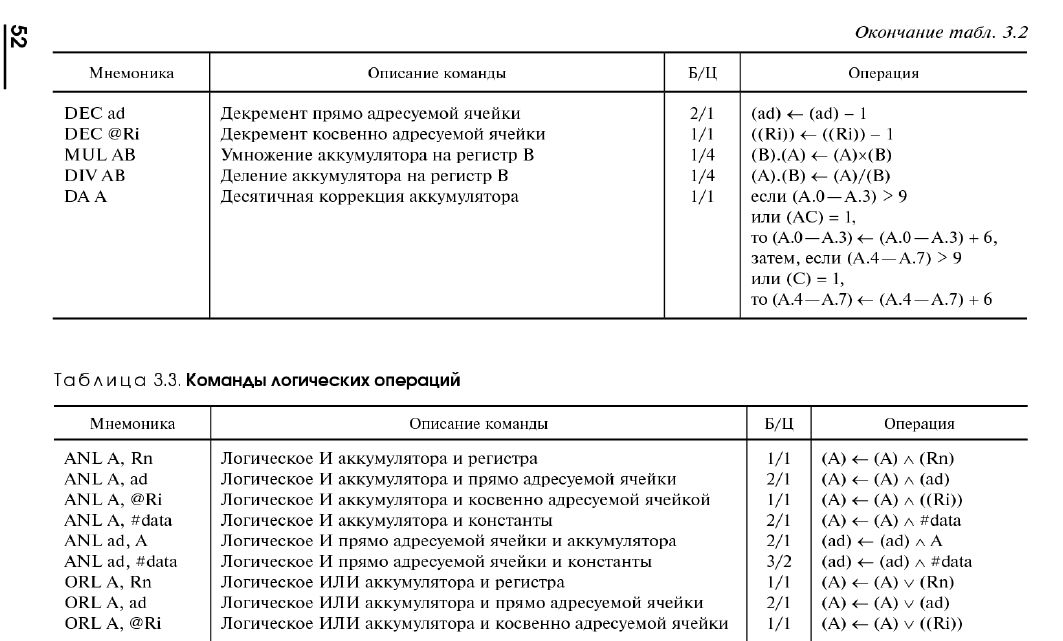 52
Окончание табл. 3.2
Мнемоника Описание команды Б/Ц Операция
DEC ad Декремент прямо адресуемой ячейки 2/1 (ad) ← (ad) – 1
DEC @Ri Декремент косвенно адресуемой ячейки 1/1 ((Ri)) ← ((Ri)) – 1
MUL AB Умножение аккумулятора на регистр В 1/4 (B).(A) ← (A)×(B)
DIV AB Деление аккумулятора на регистр В 1/4 (A).(B) ← (A)/(B)
DA A Десятичная коррекция аккумулятора 1/1 если (A.0—A.3) > 9
или (AC) = 1,
то (A.0—A.3) ← (A.0—A.3) + 6,
затем, если (A.4—A.7) > 9
или (C) = 1,
то (A.4—A.7) ← (A.4—A.7) + 6
Таблица 3.3. Команды логических операций
Мнемоника Описание команды Б/Ц Операция
ANL A, Rn Логическое И аккумулятора и регистра 1/1 (A) ← (A) ∧ (Rn)
ANL A, ad Логическое И аккумулятора и прямо адресуемой ячейки 2/1 (A) ← (A) ∧ (ad)
ANL A, @Ri Логическое И аккумулятора и косвенно адресуемой ячейкой 1/1 (A) ← (A) ∧ ((Ri))
ANL A, #data Логическое И аккумулятора и константы 2/1 (A) ← (A) ∧ #data
ANL ad, A Логическое И прямо адресуемой ячейки и аккумулятора 2/1 (ad) ← (ad) ∧ A
ANL ad, #data Логическое И прямо адресуемой ячейки и константы 3/2 (ad) ← (ad) ∧ #data
ORL A, Rn Логическое ИЛИ аккумулятора и регистра 1/1 (A) ← (A) ∨ (Rn)
ORL A, ad Логическое ИЛИ аккумулятора и прямо адресуемой ячейки 2/1 (A) ← (A) ∨ (ad)
ORL A, @Ri Логическое ИЛИ аккумулятора и косвенно адресуемой ячейки 1/1 (A) ← (A) ∨ ((Ri))